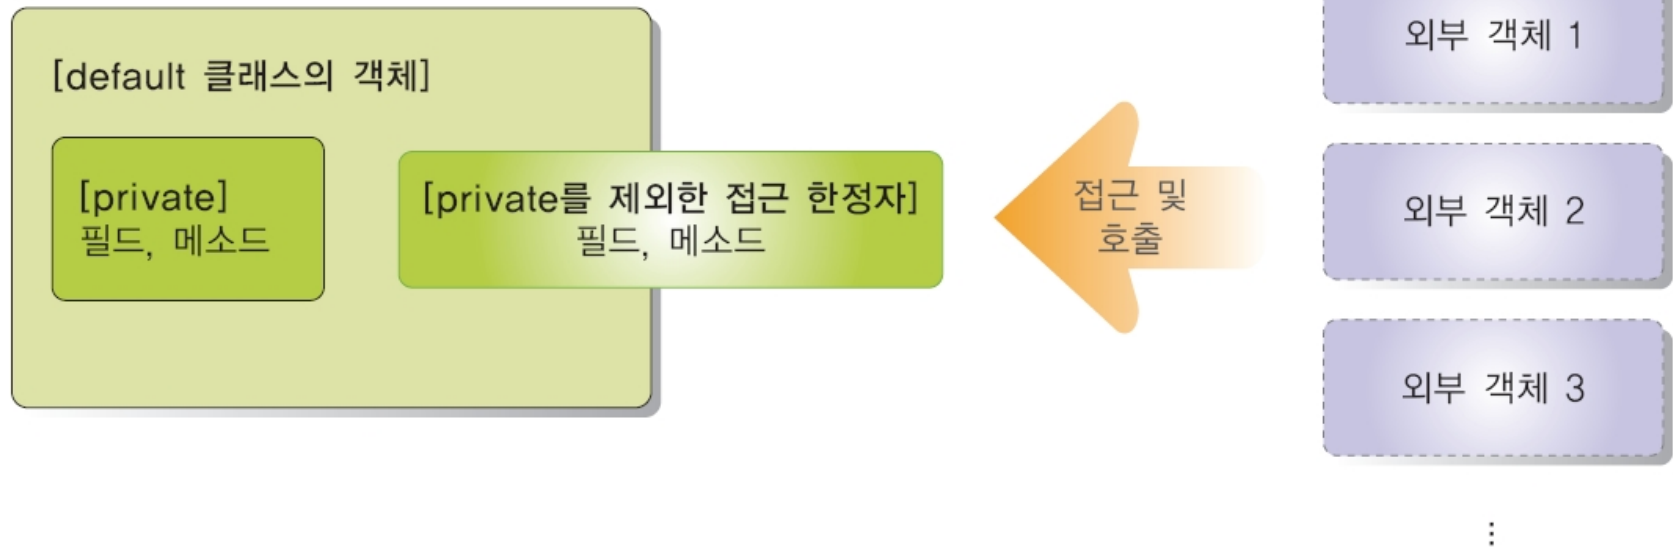 [default 클래스의 객체]
[private]
필드, 메소드
[private를 제외한 접근 한정자]
필드, 메소드
접근 및
호출
외부 객체 1
외부 객체 2
외부 객체 3
⋮